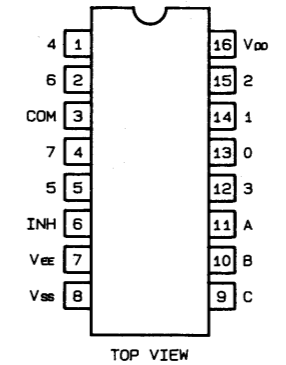 4 1 16 VDD
6 2 15 2
COM 3 14 1
7 4 13 0
5 5 12 3
INH 6 11 A
VEE 7 10 B
VSS 8 9 C
TOP VIEW